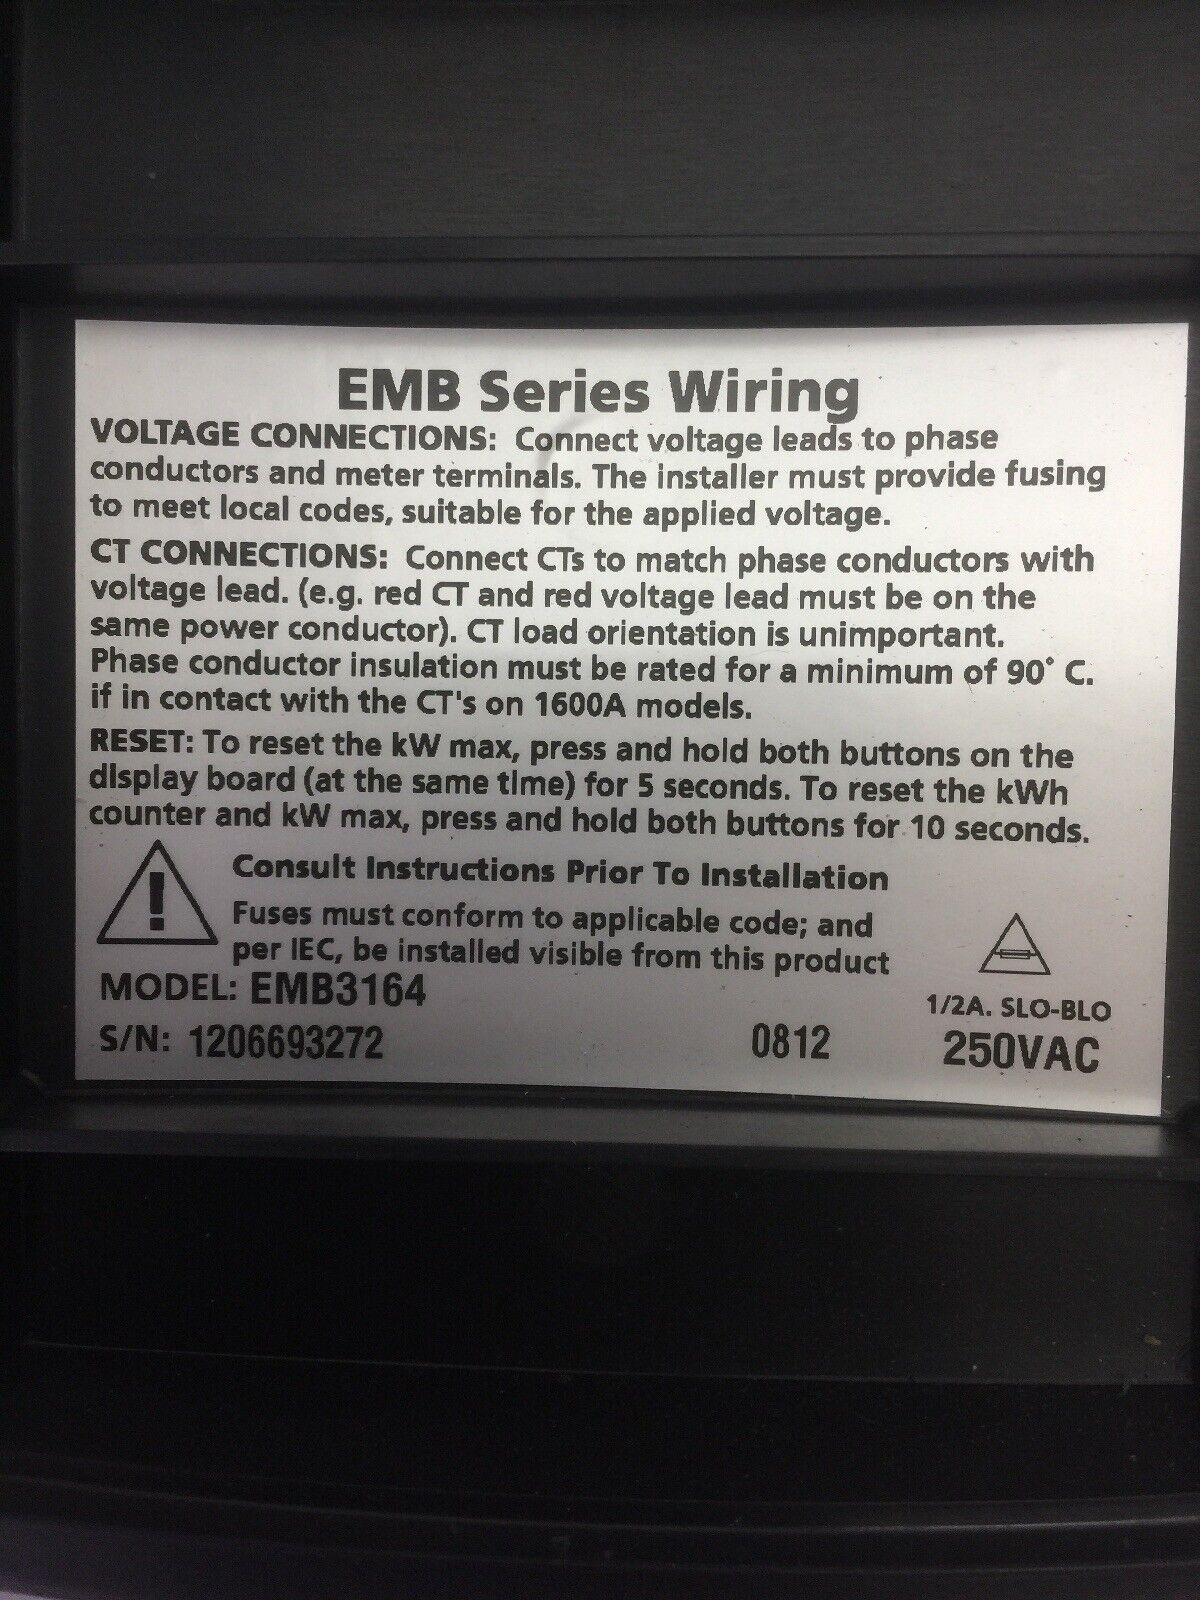 EMB Series Wiring
VOLTAGE CONNECTIONS: Connect voltage leads to phase
conductors and meter terminals. The installer must provide fusing
to meet local codes, suitable for the applied voltage.
CT CONNECTIONS: Connect CTs to match phase conductors with
voltage lead. (e.g. red CT and red voltage lead must be on the
same power conductor). CT load orientation is unimportant.
Phase conductor insulation must be rated for a minimum of 90° C.
if in contact with the CT's on 1600A models.
RESET: To reset the kW max, press and hold both buttons on the
display board (at the same time) for 5 seconds. To reset the kWh
counter and kW max, press and hold both buttons for 10 seconds.
Consult Instructions Prior To Installation
Fuses must conform to applicable code; and
per IEC, be installed visible from this product
MODEL: EMB3164
1/2A. SLO-BLO
S/N: 1206693272 0812 250VAC